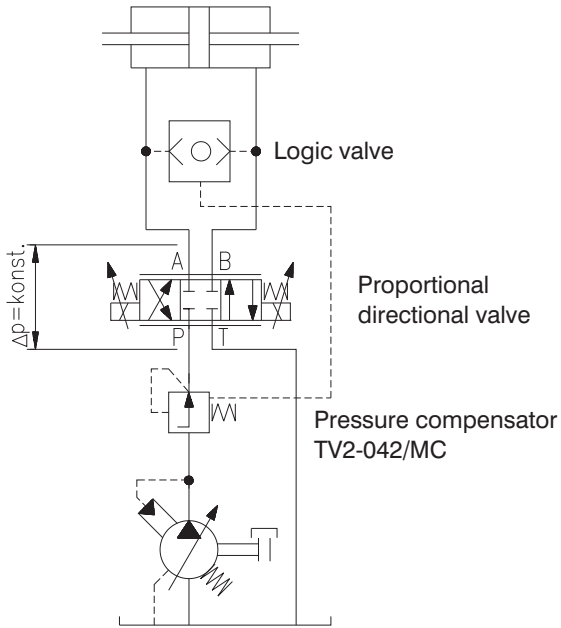 Logic valve
A B
Δp=konst.
Proportional
directional valve
P T
Pressure compensator
TV2-042/MC